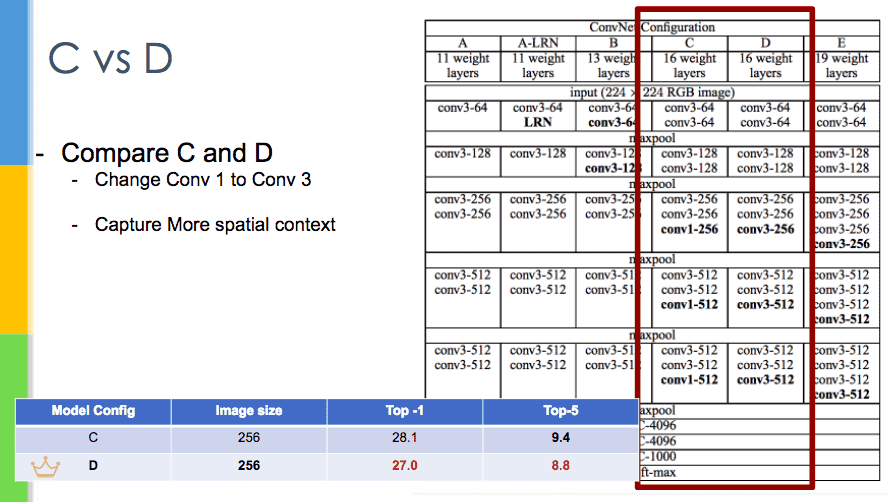 C vs D
- Compare C and D
- Change Conv 1 to Conv 3
- Capture More spatial context
ConvNet Configuration
A A-LRN B C D E
11 weight layers 11 weight layers 13 weight layers 16 weight layers 16 weight layers 19 weight layers
input (224 × 224 RGB image)
conv3-64 conv3-64 conv3-64 conv3-64 conv3-64 conv3-64
LRN conv3-64 conv3-64 conv3-64 conv3-64
maxpool
conv3-128 conv3-128 conv3-128 conv3-128 conv3-128 conv3-128
conv3-128 conv3-128 conv3-128 conv3-128
maxpool
conv3-256 conv3-256 conv3-256 conv3-256 conv3-256 conv3-256
conv3-256 conv3-256 conv3-256 conv3-256 conv3-256 conv3-256
conv1-256 conv3-256 conv3-256
conv3-256
maxpool
conv3-512 conv3-512 conv3-512 conv3-512 conv3-512 conv3-512
conv3-512 conv3-512 conv3-512 conv3-512 conv3-512 conv3-512
conv1-512 conv3-512 conv3-512
conv3-512
maxpool
conv3-512 conv3-512 conv3-512 conv3-512 conv3-512 conv3-512
conv3-512 conv3-512 conv3-512 conv3-512 conv3-512 conv3-512
conv1-512 conv3-512 conv3-512
conv3-512
axpool
C-4096
C-4096
C-1000
ft-max
Model Config Image size Top -1 Top-5
C 256 28.1 9.4
D 256 27.0 8.8